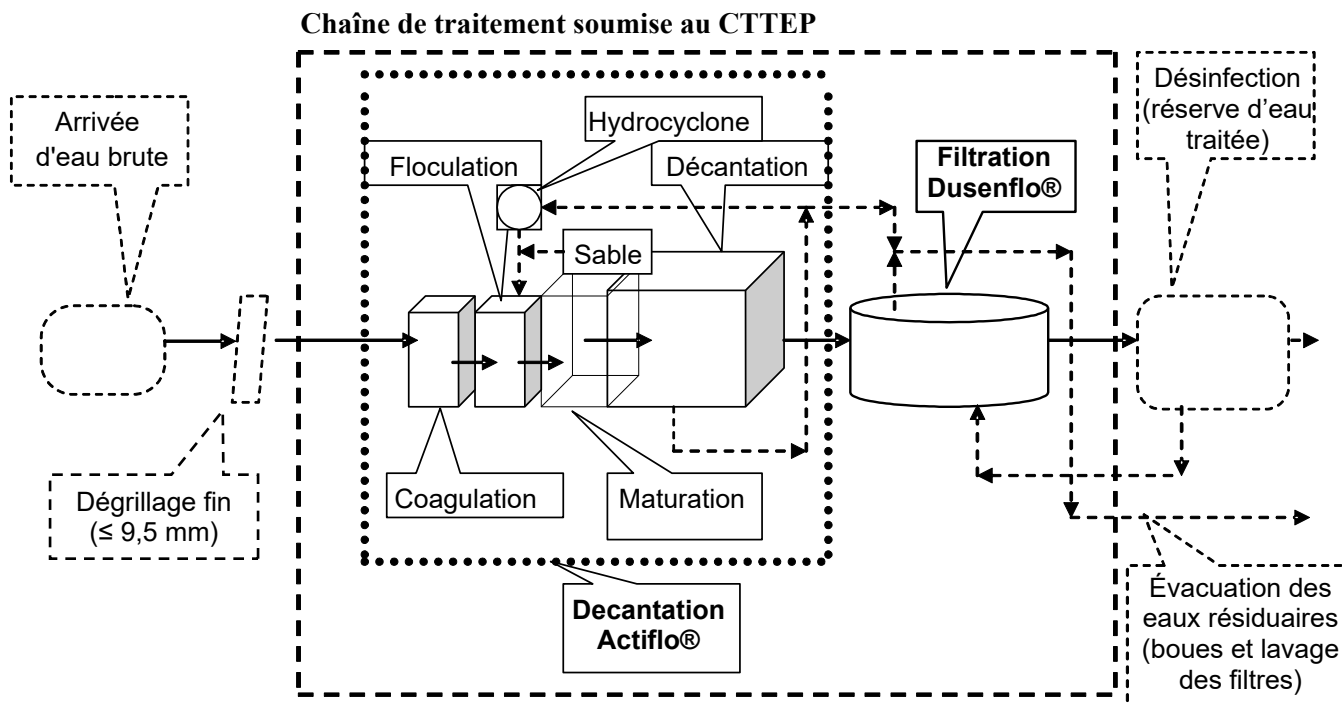 Chaîne de traitement soumise au CTTEP
Arrivée
d'eau brute
Hydrocyclone
Floculation
Décantation
Filtration
Dusenflo®
Désinfection
(réserve d’eau
traitée)
Sable
Dégrillage fin
(≤ 9,5 mm)
Coagulation
Maturation
Decantation
Actiflo®
Évacuation des
eaux résiduaires
(boues et lavage
des filtres)